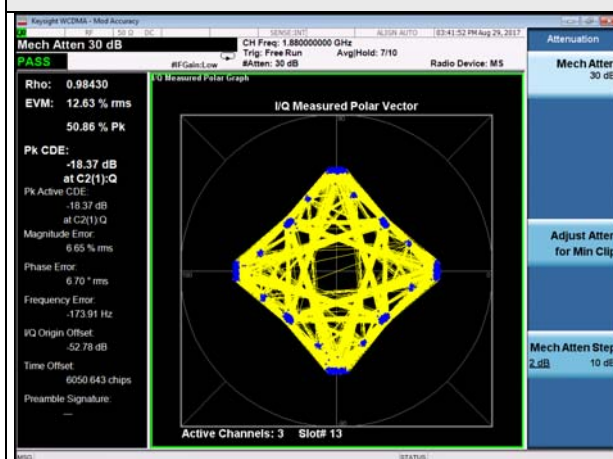 Keysight WCDMA - Mod Accuracy
RF 50 Ω DC SENSE:INT ALIGN AUTO 03:41:52 PM Aug 29, 2017
Mech Atten 30 dB
PASS
#IFGain:Low
CH Freq: 1.880000000 GHz
Trig: Free Run Avg|Hold: 7/10
#Atten: 30 dB Radio Device: MS
Rho: 0.98430
EVM: 12.63 % rms
50.86 % Pk
Pk CDE:
-18.37 dB
at C2(1):Q
Pk Active CDE:
-18.37 dB
at C2(1):Q
Magnitude Error:
6.65 % rms
Phase Error:
6.70 ° rms
Frequency Error:
-173.91 Hz
I/Q Origin Offset:
-52.78 dB
Time Offset:
6050.643 chips
Preamble Signature:
---
I/Q Measured Polar Graph
I/Q Measured Polar Vector
90
Active Channels: 3 Slot# 13
Attenuation
Mech Atten
30 dB
Adjust Atten
for Min Clip
Mech Atten Step
2 dB 10 dB
MSG STATUS